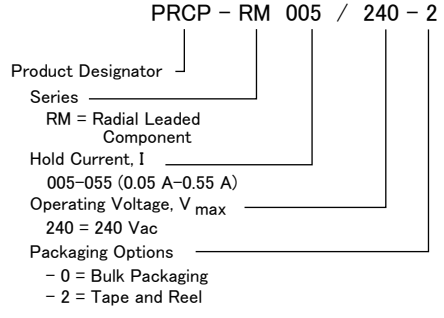 PRCP - RM 005 / 240 - 2
Product Designator
Series
RM = Radial Leaded
Component
Hold Current, I
005-055 (0.05 A-0.55 A)
Operating Voltage, V max
240 = 240 Vac
Packaging Options
- 0 = Bulk Packaging
- 2 = Tape and Reel